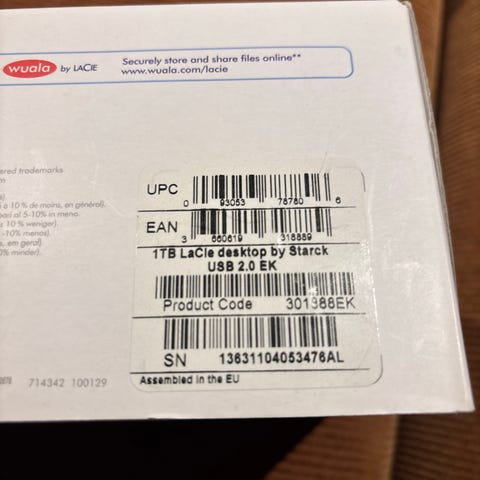 wuala by LACIE Securely store and share files online**
www.wuala.com/lacie
ered trademarks
à 10 % de moins, en général).
al 5-10% in meno.
a 10 % weniger).
-10% menos).
s, em geral)
0% minder).
UPC 0 93053 78780 6
EAN 3 660619 318889
1TB LaCie desktop by Starck
USB 2.0 EK
Product Code 301388EK
SN 13631104053476AL
Assembled in the EU
714342 100129